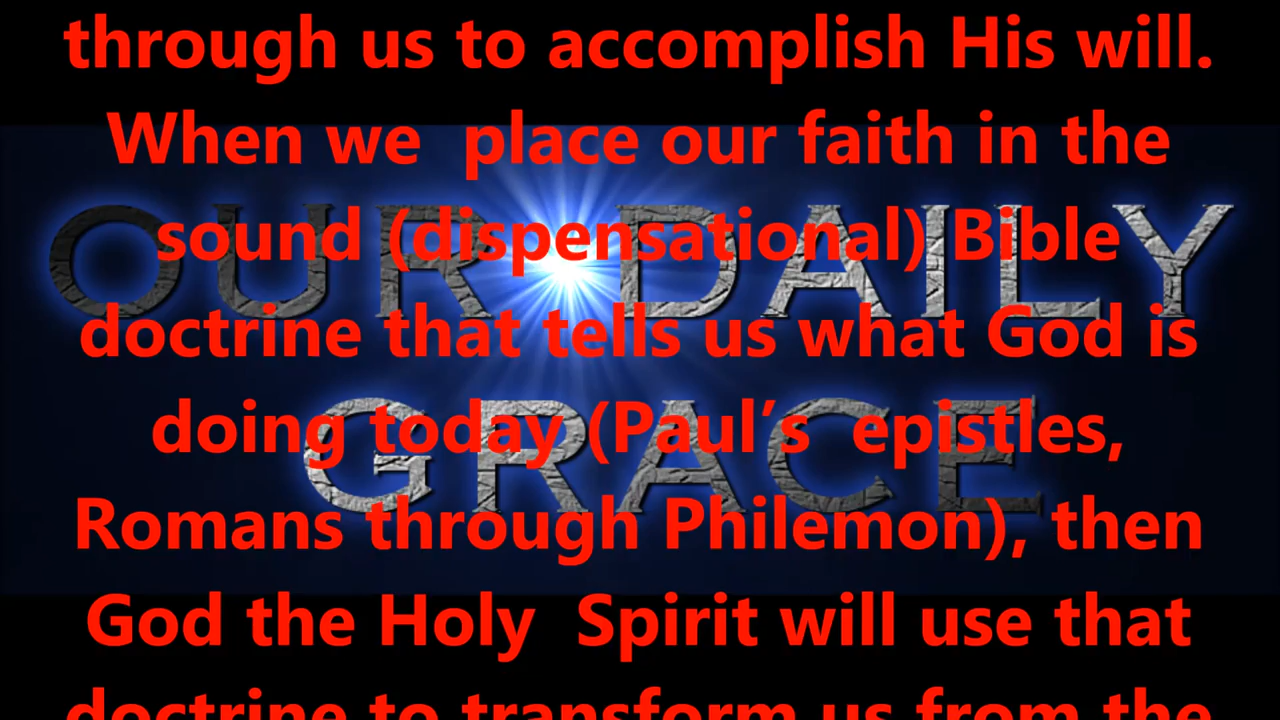 through us to accomplish His will.
When we  place our faith in the
sound (dispensational) Bible
doctrine that tells us what God is
doing today (Paul’s  epistles,
Romans through Philemon), then
God the Holy  Spirit will use that
doctrine to transform us from the
OUR DAILY
GRACE